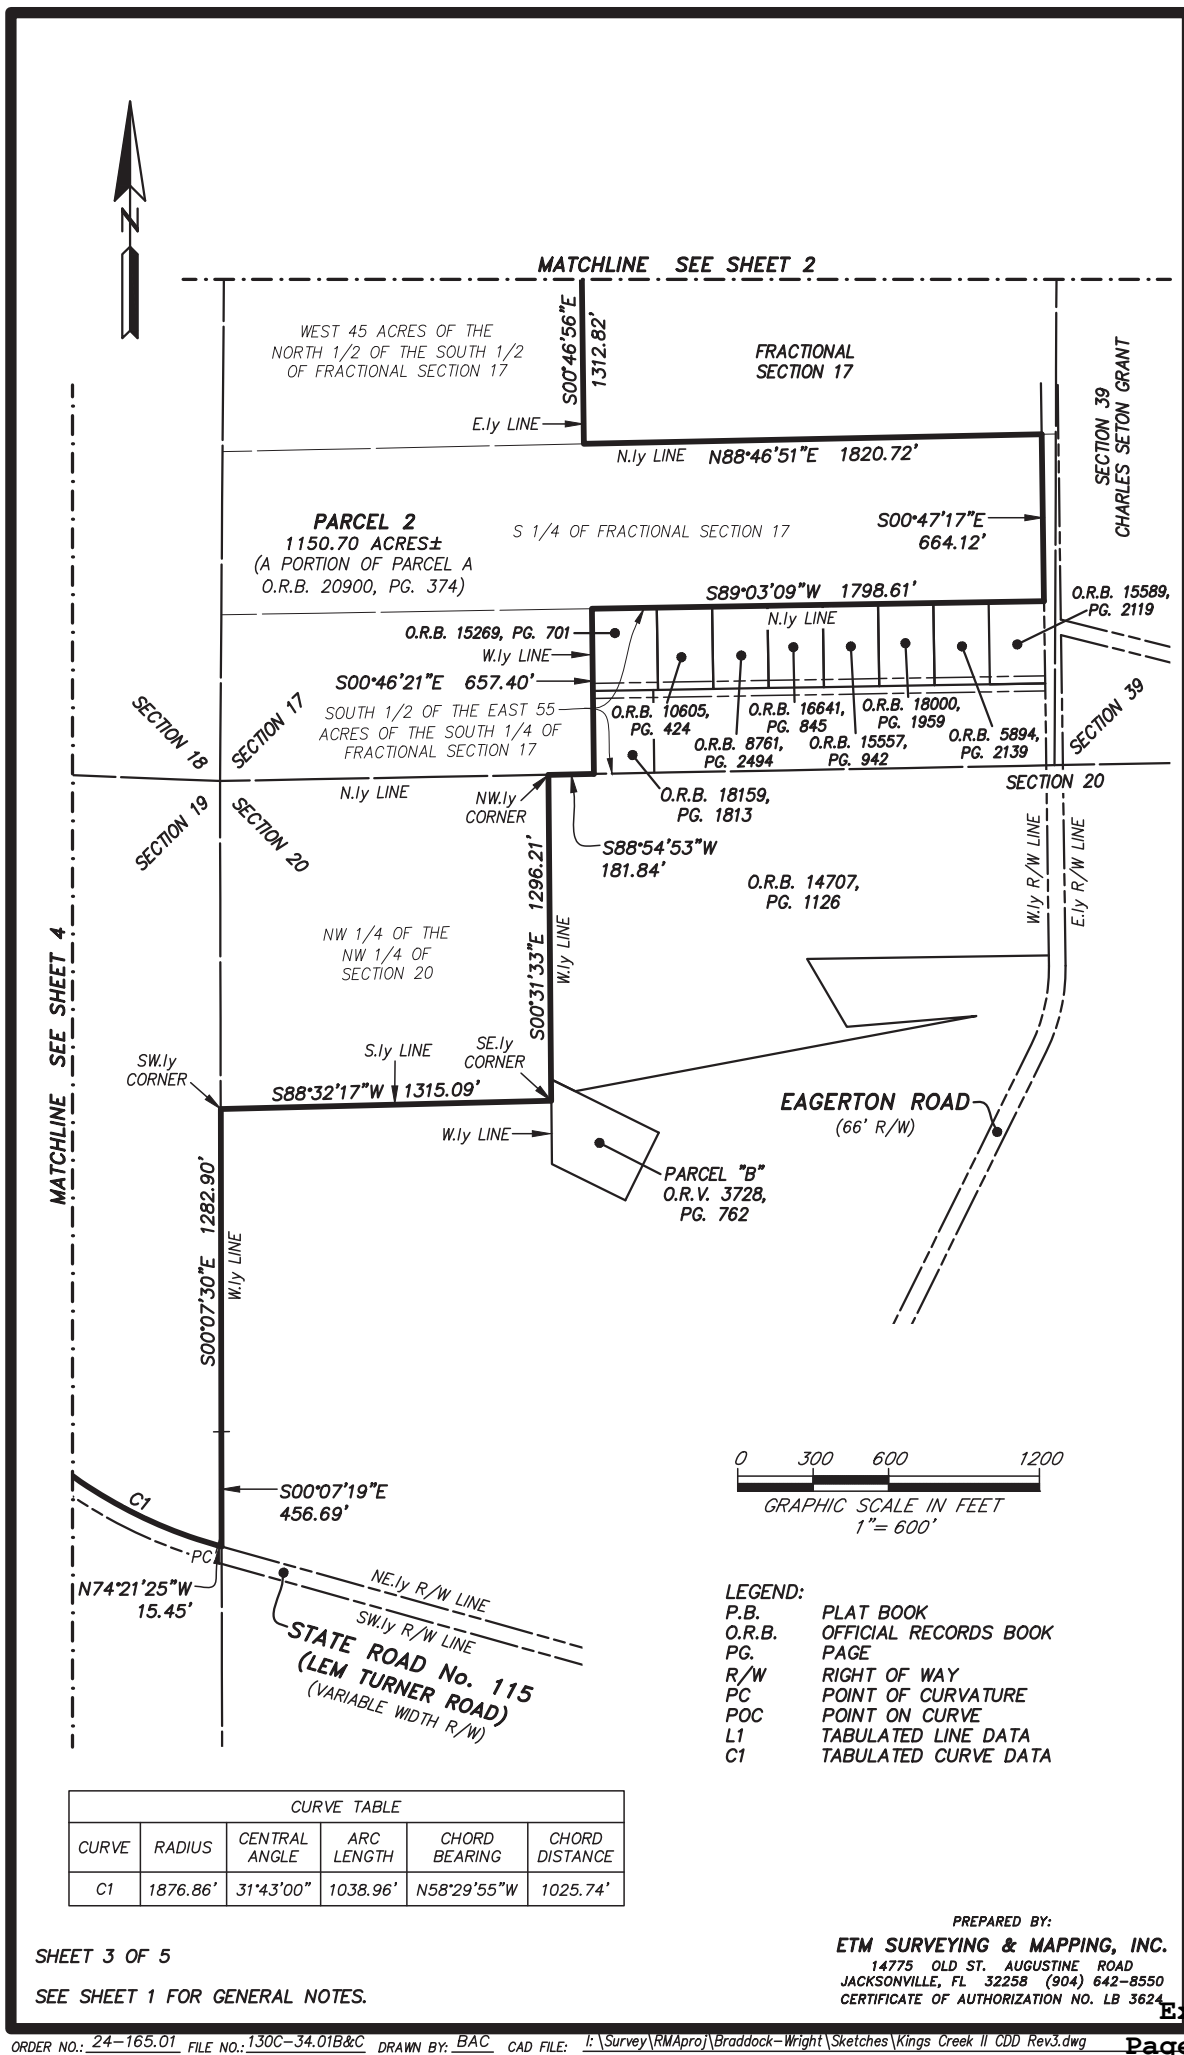 N
MATCHLINE SEE SHEET 2
WEST 45 ACRES OF THE
NORTH 1/2 OF THE SOUTH 1/2
OF FRACTIONAL SECTION 17
S00°46'56"E
1312.82'
FRACTIONAL
SECTION 17
SECTION 39
CHARLES SETON GRANT
E.ly LINE
N.ly LINE N88°46'51"E 1820.72'
PARCEL 2
1150.70 ACRES±
(A PORTION OF PARCEL A
O.R.B. 20900, PG. 374)
S 1/4 OF FRACTIONAL SECTION 17
S00°47'17"E
664.12'
S89°03'09"W 1798.61'
N.ly LINE
O.R.B. 15589,
PG. 2119
O.R.B. 15269, PG. 701
W.ly LINE
S00°46'21"E 657.40'
SOUTH 1/2 OF THE EAST 55
ACRES OF THE SOUTH 1/4 OF
FRACTIONAL SECTION 17
O.R.B. 10605,
PG. 424
O.R.B. 8761,
PG. 2494
O.R.B. 16641,
PG. 845
O.R.B. 15557,
PG. 942
O.R.B. 18000,
PG. 1959
O.R.B. 5894,
PG. 2139
SECTION 39
SECTION 18
SECTION 17
SECTION 19
SECTION 20
N.ly LINE
NW.ly
CORNER
O.R.B. 18159,
PG. 1813
SECTION 20
S88°54'53"W
181.84'
O.R.B. 14707,
PG. 1126
W.ly R/W LINE
E.ly R/W LINE
S00°31'33"E 1296.21'
W.ly LINE
NW 1/4 OF THE
NW 1/4 OF
SECTION 20
MATCHLINE SEE SHEET 4
SW.ly
CORNER
S.ly LINE
SE.ly
CORNER
S88°32'17"W 1315.09'
W.ly LINE
EAGERTON ROAD
(66' R/W)
PARCEL "B"
O.R.V. 3728,
PG. 762
S00°07'30"E 1282.90'
W.ly LINE
C1
S00°07'19"E
456.69'
PC
N74°21'25"W
15.45'
NE.ly R/W LINE
SW.ly R/W LINE
STATE ROAD No. 115
(LEM TURNER ROAD)
(VARIABLE WIDTH R/W)
0 300 600 1200
GRAPHIC SCALE IN FEET
1"= 600'
LEGEND:
P.B. PLAT BOOK
O.R.B. OFFICIAL RECORDS BOOK
PG. PAGE
R/W RIGHT OF WAY
PC POINT OF CURVATURE
POC POINT ON CURVE
L1 TABULATED LINE DATA
C1 TABULATED CURVE DATA
CURVE TABLE
CURVE RADIUS CENTRAL ANGLE ARC LENGTH CHORD BEARING CHORD DISTANCE
C1 1876.86' 31°43'00" 1038.96' N58°29'55"W 1025.74'
SHEET 3 OF 5
SEE SHEET 1 FOR GENERAL NOTES.
PREPARED BY:
ETM SURVEYING & MAPPING, INC.
14775 OLD ST. AUGUSTINE ROAD
JACKSONVILLE, FL 32258 (904) 642-8550
CERTIFICATE OF AUTHORIZATION NO. LB 3624
Ex
ORDER NO.: 24-165.01 FILE NO.: 130C-34.01B&C DRAWN BY: BAC CAD FILE: I:\Survey\RMAproj\Braddock-Wright\Sketches\Kings Creek II CDD Rev3.dwg
Page